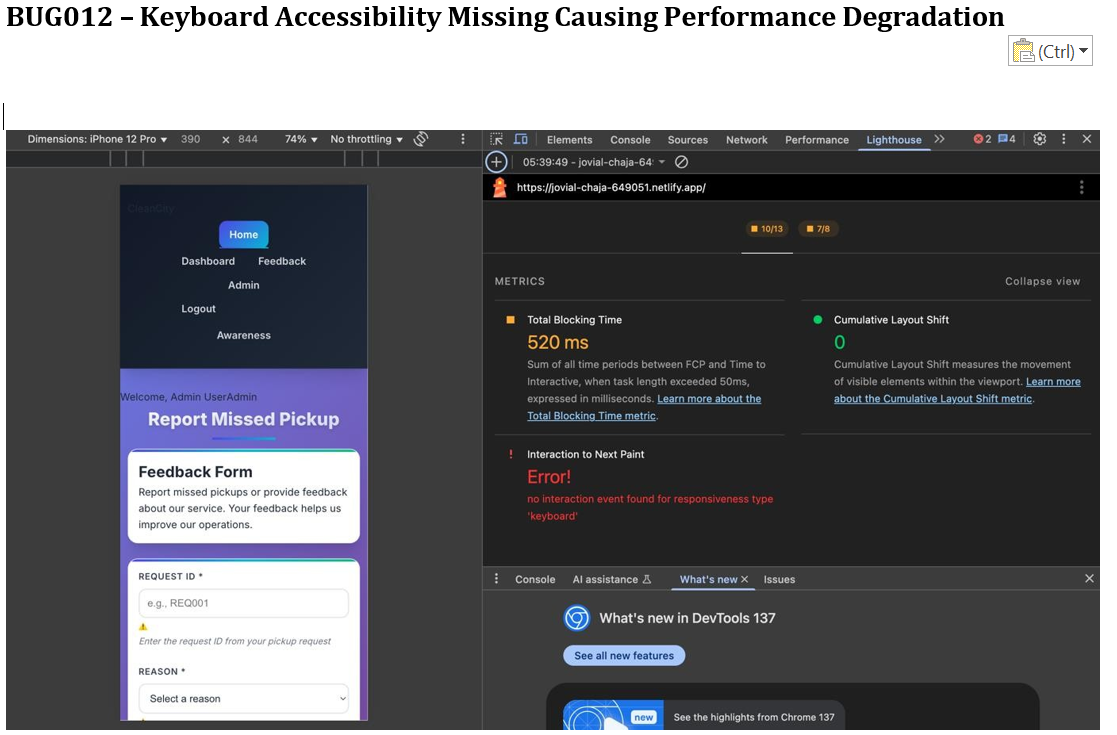 BUG012 – Keyboard Accessibility Missing Causing Performance Degradation
(Ctrl)
Dimensions: iPhone 12 Pro 390 x 844 74% No throttling
Elements Console Sources Network Performance Lighthouse 2 4
05:39:49 - jovial-chaja-64
https://jovial-chaja-649051.netlify.app/
CleanCity
Home
Dashboard Feedback
Admin
Logout
Awareness
Welcome, Admin UserAdmin
Report Missed Pickup
Feedback Form
Report missed pickups or provide feedback
about our service. Your feedback helps us
improve our operations.
REQUEST ID *
e.g., REQ001
Enter the request ID from your pickup request
REASON *
Select a reason
10/13 7/8
METRICS Collapse view
Total Blocking Time
520 ms
Sum of all time periods between FCP and Time to
Interactive, when task length exceeded 50ms,
expressed in milliseconds. Learn more about the
Total Blocking Time metric.
Cumulative Layout Shift
0
Cumulative Layout Shift measures the movement
of visible elements within the viewport. Learn more
about the Cumulative Layout Shift metric.
Interaction to Next Paint
Error!
no interaction event found for responsiveness type
'keyboard'
Console AI assistance What's new Issues
What's new in DevTools 137
See all new features
new
See the highlights from Chrome 137